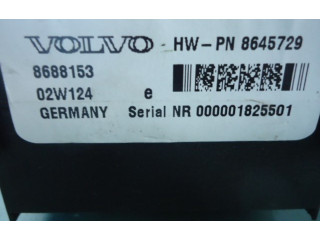 VOLVO HW-PN 8645729
8688153
02W124 e
GERMANY Serial NR 000001825501